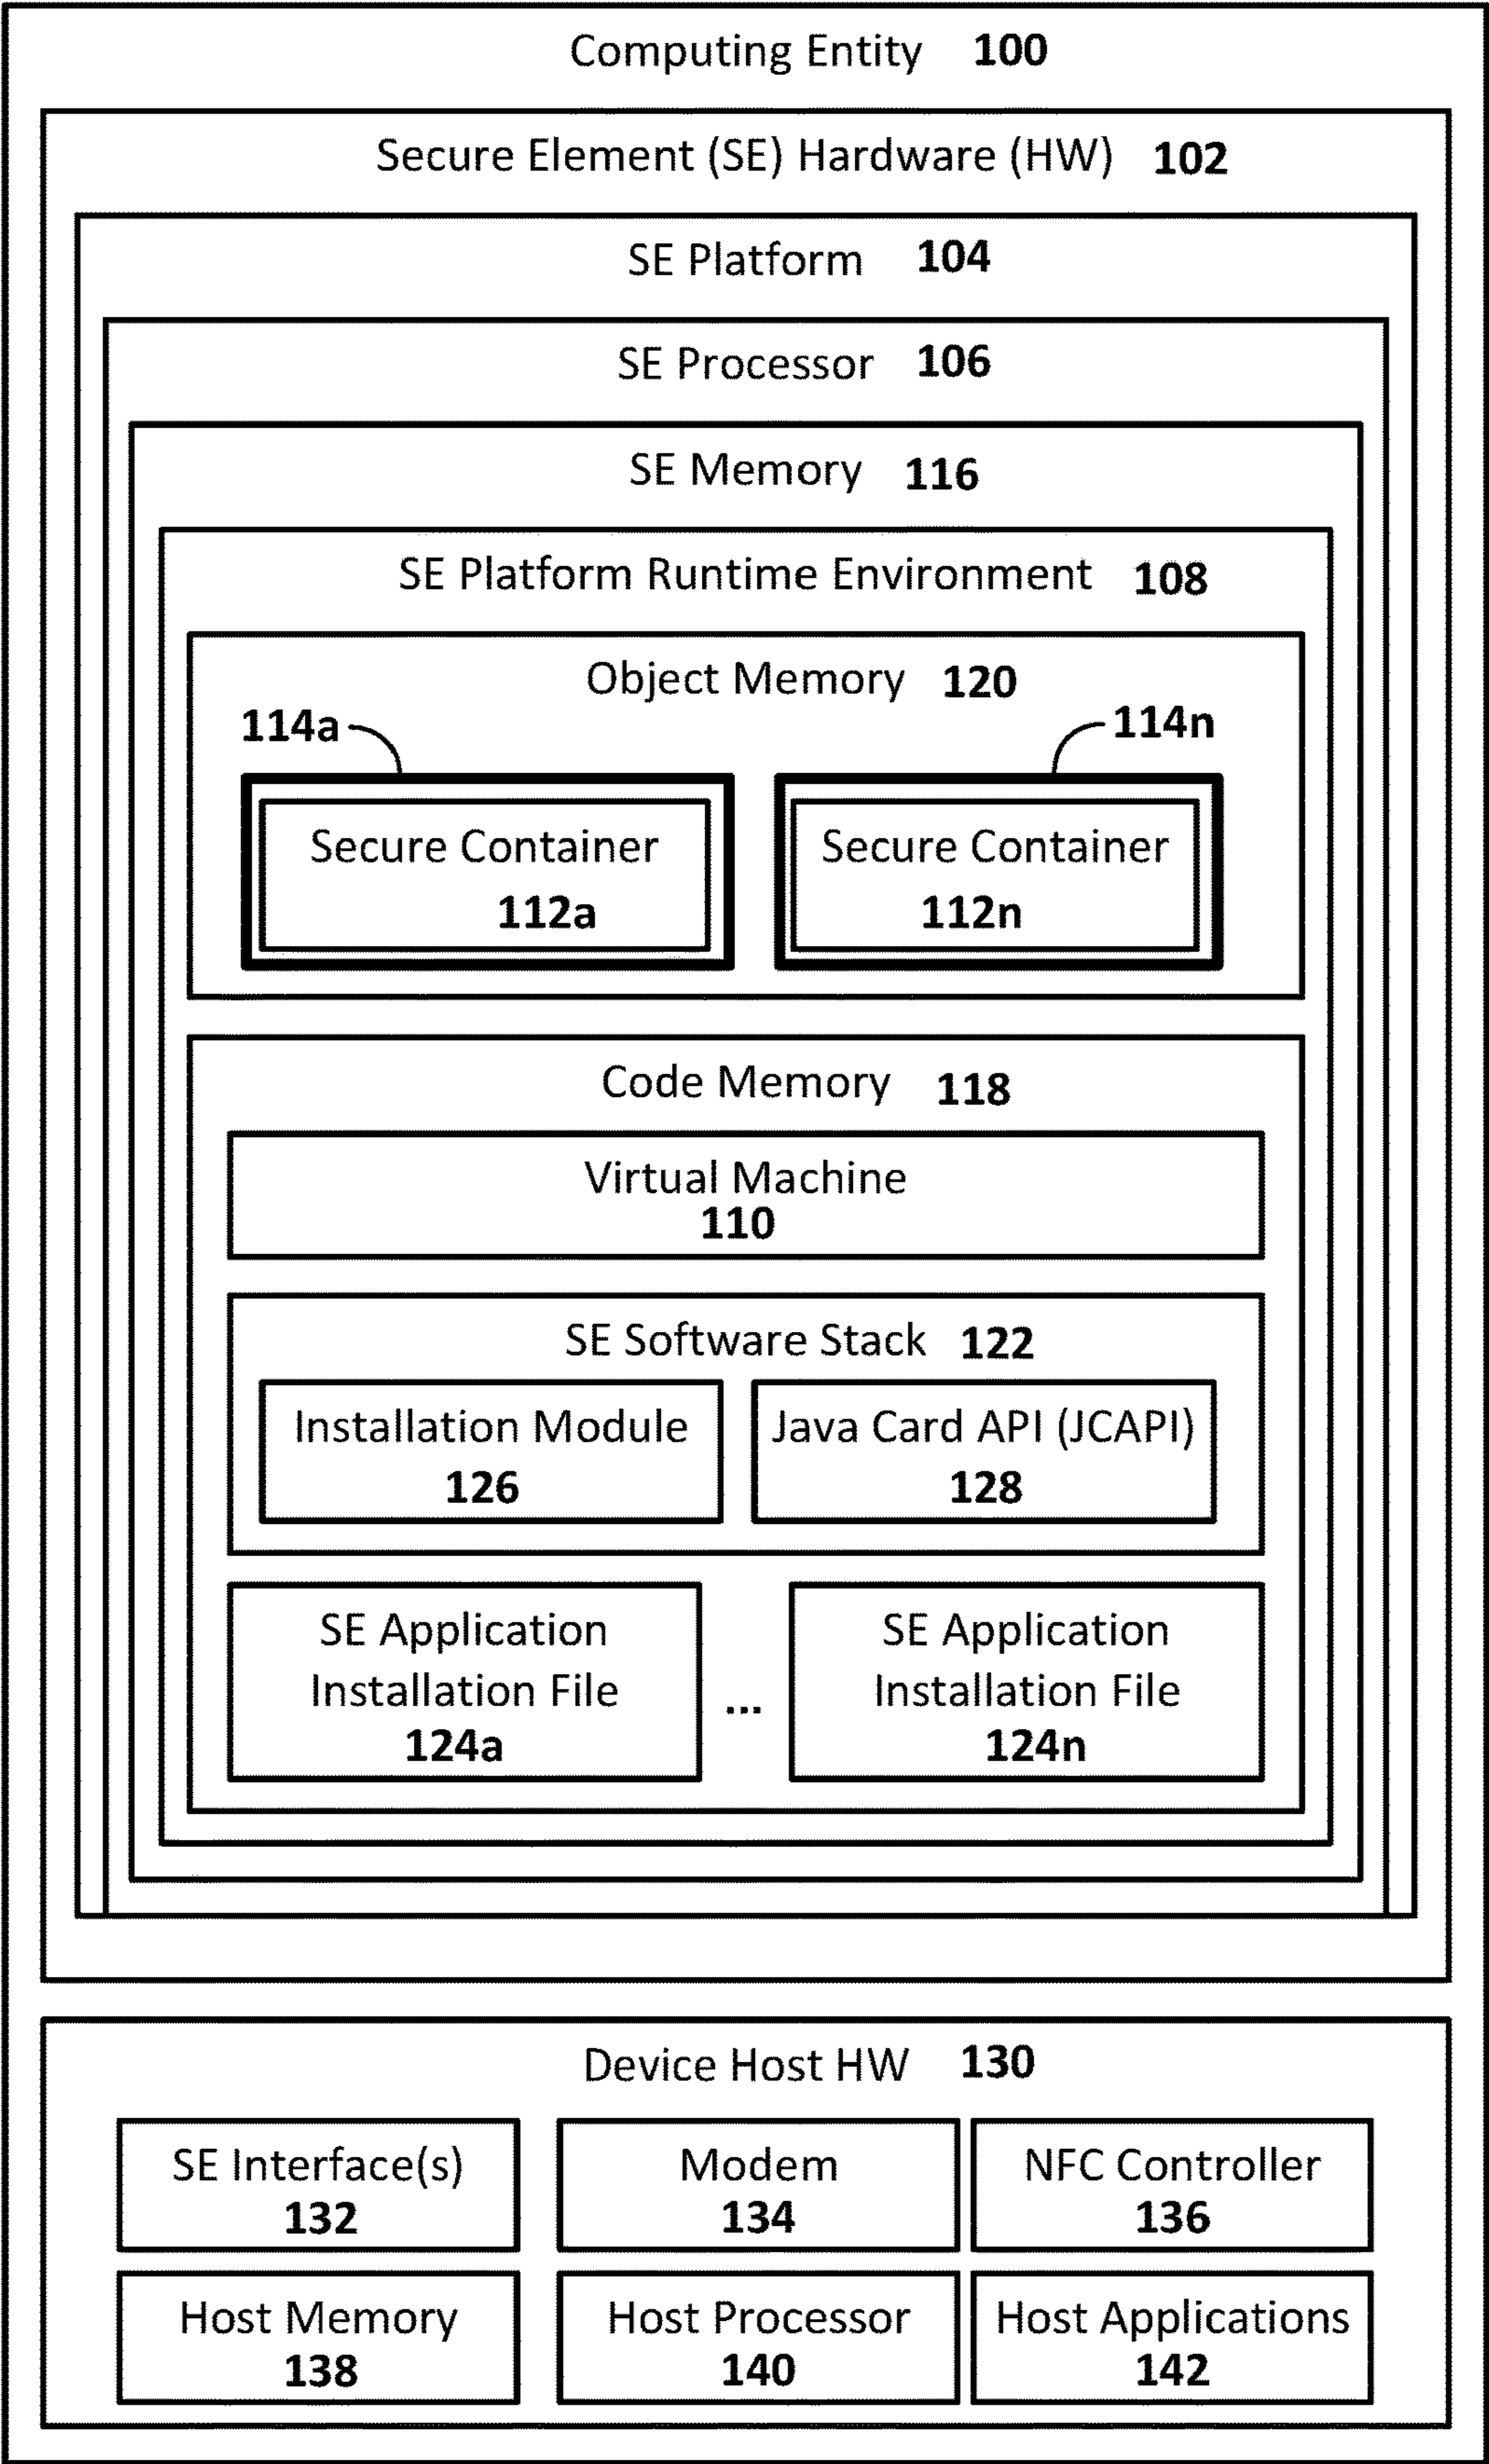 Computing Entity 100
Secure Element (SE) Hardware (HW) 102
SE Platform 104
SE Processor 106
SE Memory 116
SE Platform Runtime Environment 108
Object Memory 120
114a
114n
Secure Container
112a
Secure Container
112n
Code Memory 118
Virtual Machine
110
SE Software Stack 122
Installation Module
126
Java Card API (JCAPI)
128
SE Application
Installation File
124a
...
SE Application
Installation File
124n
Device Host HW 130
SE Interface(s)
132
Modem
134
NFC Controller
136
Host Memory
138
Host Processor
140
Host Applications
142